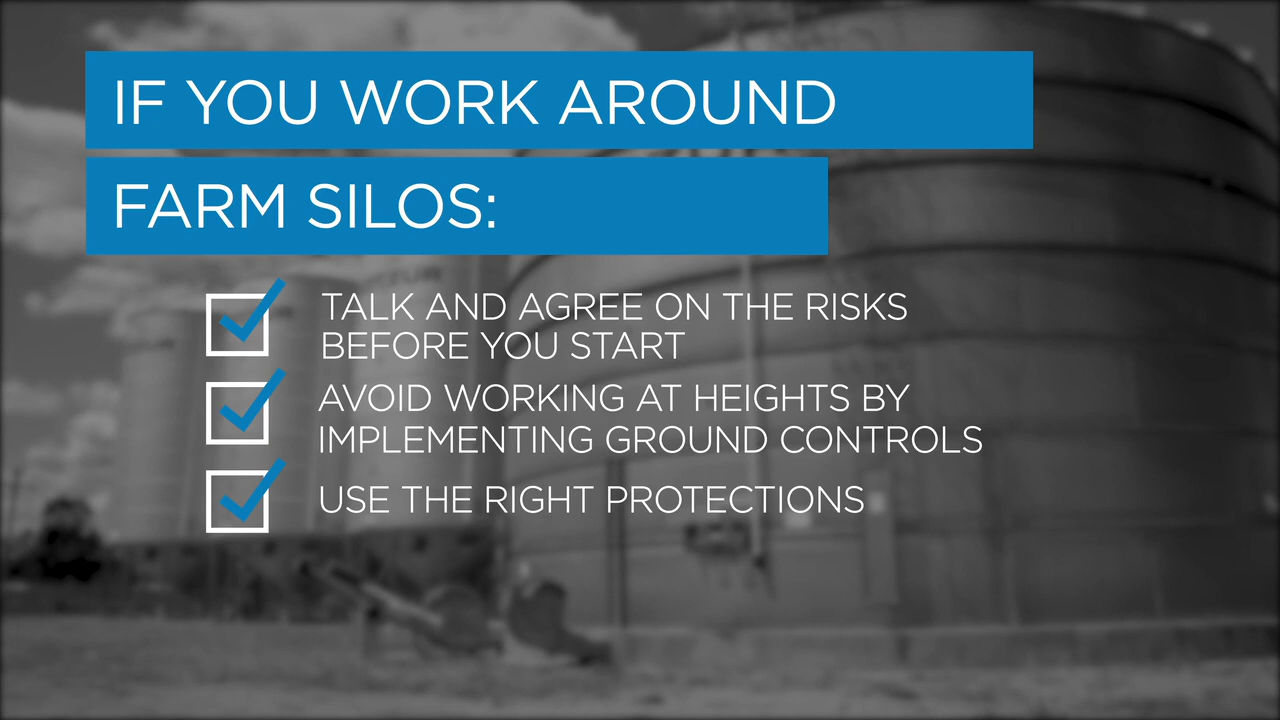 IF YOU WORK AROUND
FARM SILOS:
TALK AND AGREE ON THE RISKS
BEFORE YOU START
AVOID WORKING AT HEIGHTS BY
IMPLEMENTING GROUND CONTROLS
USE THE RIGHT PROTECTIONS